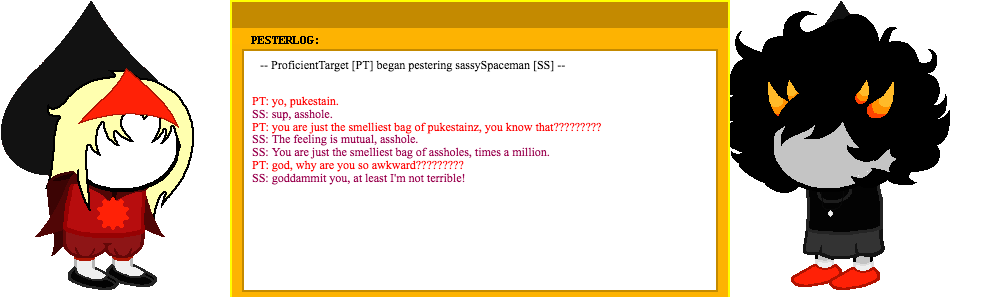 PESTERLOG:
-- ProficientTarget [PT] began pestering sassySpaceman [SS] --
PT: yo, pukestain.
SS: sup, asshole.
PT: you are just the smelliest bag of pukestainz, you know that?????????
SS: The feeling is mutual, asshole.
SS: You are just the smelliest bag of assholes, times a million.
PT: god, why are you so awkward?????????
SS: goddammit you, at least I'm not terrible!